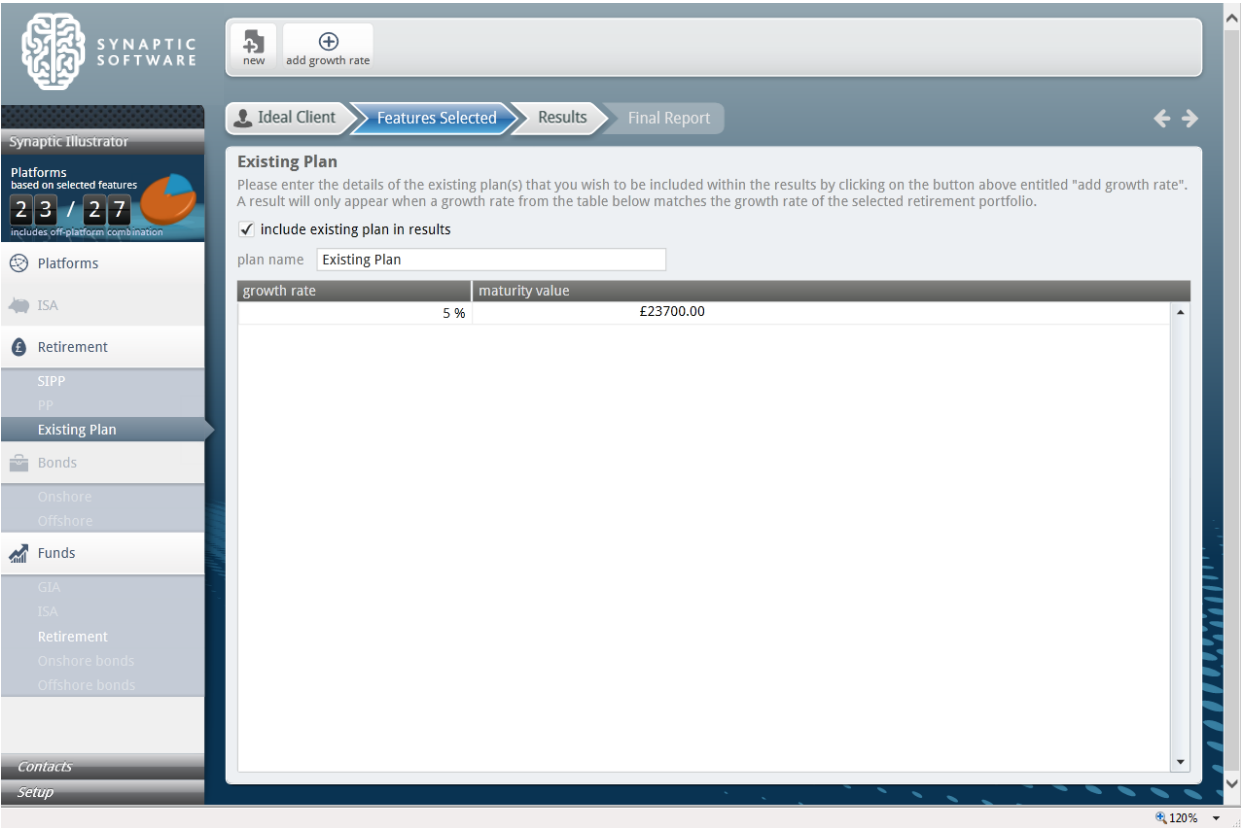 SYNAPTIC
SOFTWARE
new
add growth rate
Ideal Client
Features Selected
Results
Final Report
Synaptic Illustrator
Platforms
based on selected features
23 / 27
includes off-platform combination
Platforms
ISA
Retirement
SIPP
PP
Existing Plan
Bonds
Onshore
Offshore
Funds
GIA
ISA
Retirement
Onshore bonds
Offshore bonds
Contacts
Setup
Existing Plan
Please enter the details of the existing plan(s) that you wish to be included within the results by clicking on the button above entitled "add growth rate".
A result will only appear when a growth rate from the table below matches the growth rate of the selected retirement portfolio.
include existing plan in results
plan name Existing Plan
growth rate maturity value
5 % £23700.00
120%